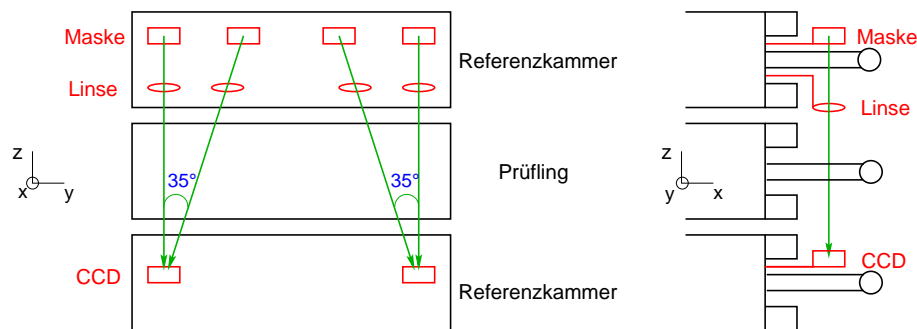 Maske
Referenzkammer
Linse
z
x
y
35°
35°
Prüfling
CCD
Referenzkammer
Maske
Linse
z
y
x
CCD